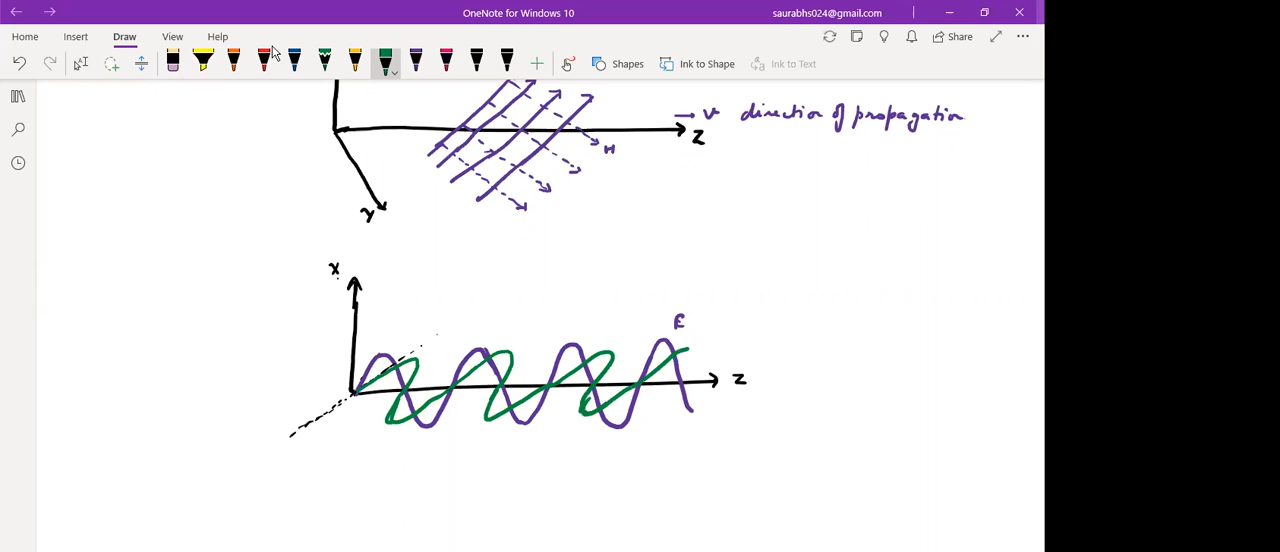 OneNote for Windows 10
saurabhs024@gmail.com
Home Insert Draw View Help
Share
Shapes Ink to Shape Ink to Text
v direction of propagation
Z
H
y
x
E
z